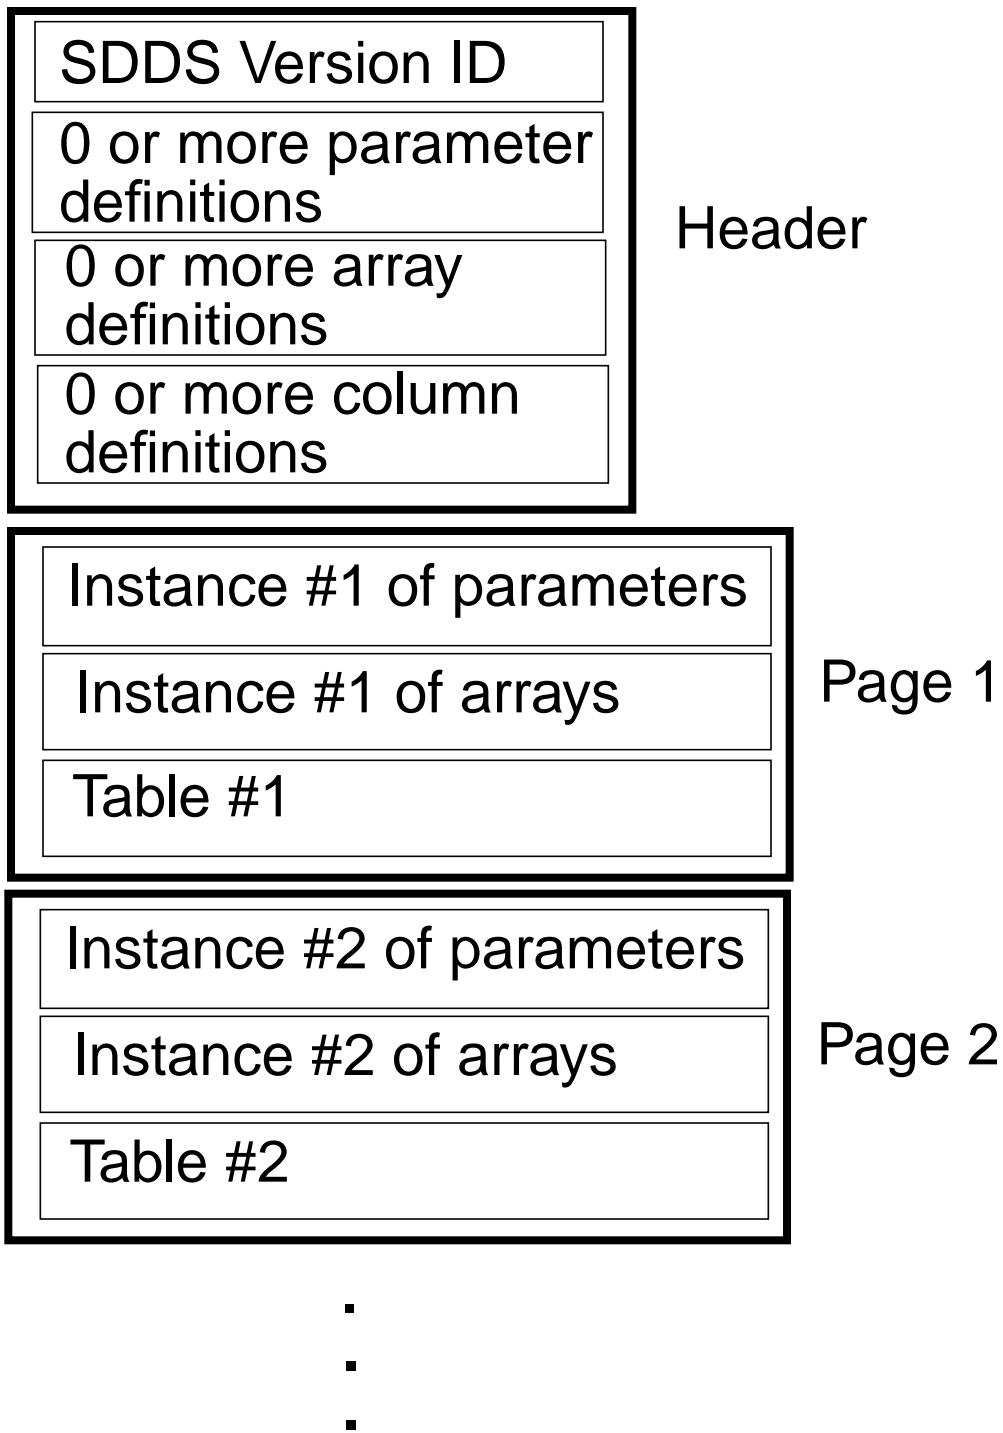 SDDS Version ID
0 or more parameter
definitions
Header
0 or more array
definitions
0 or more column
definitions
Instance #1 of parameters
Instance #1 of arrays
Page 1
Table #1
Instance #2 of parameters
Instance #2 of arrays
Page 2
Table #2
.
.
.